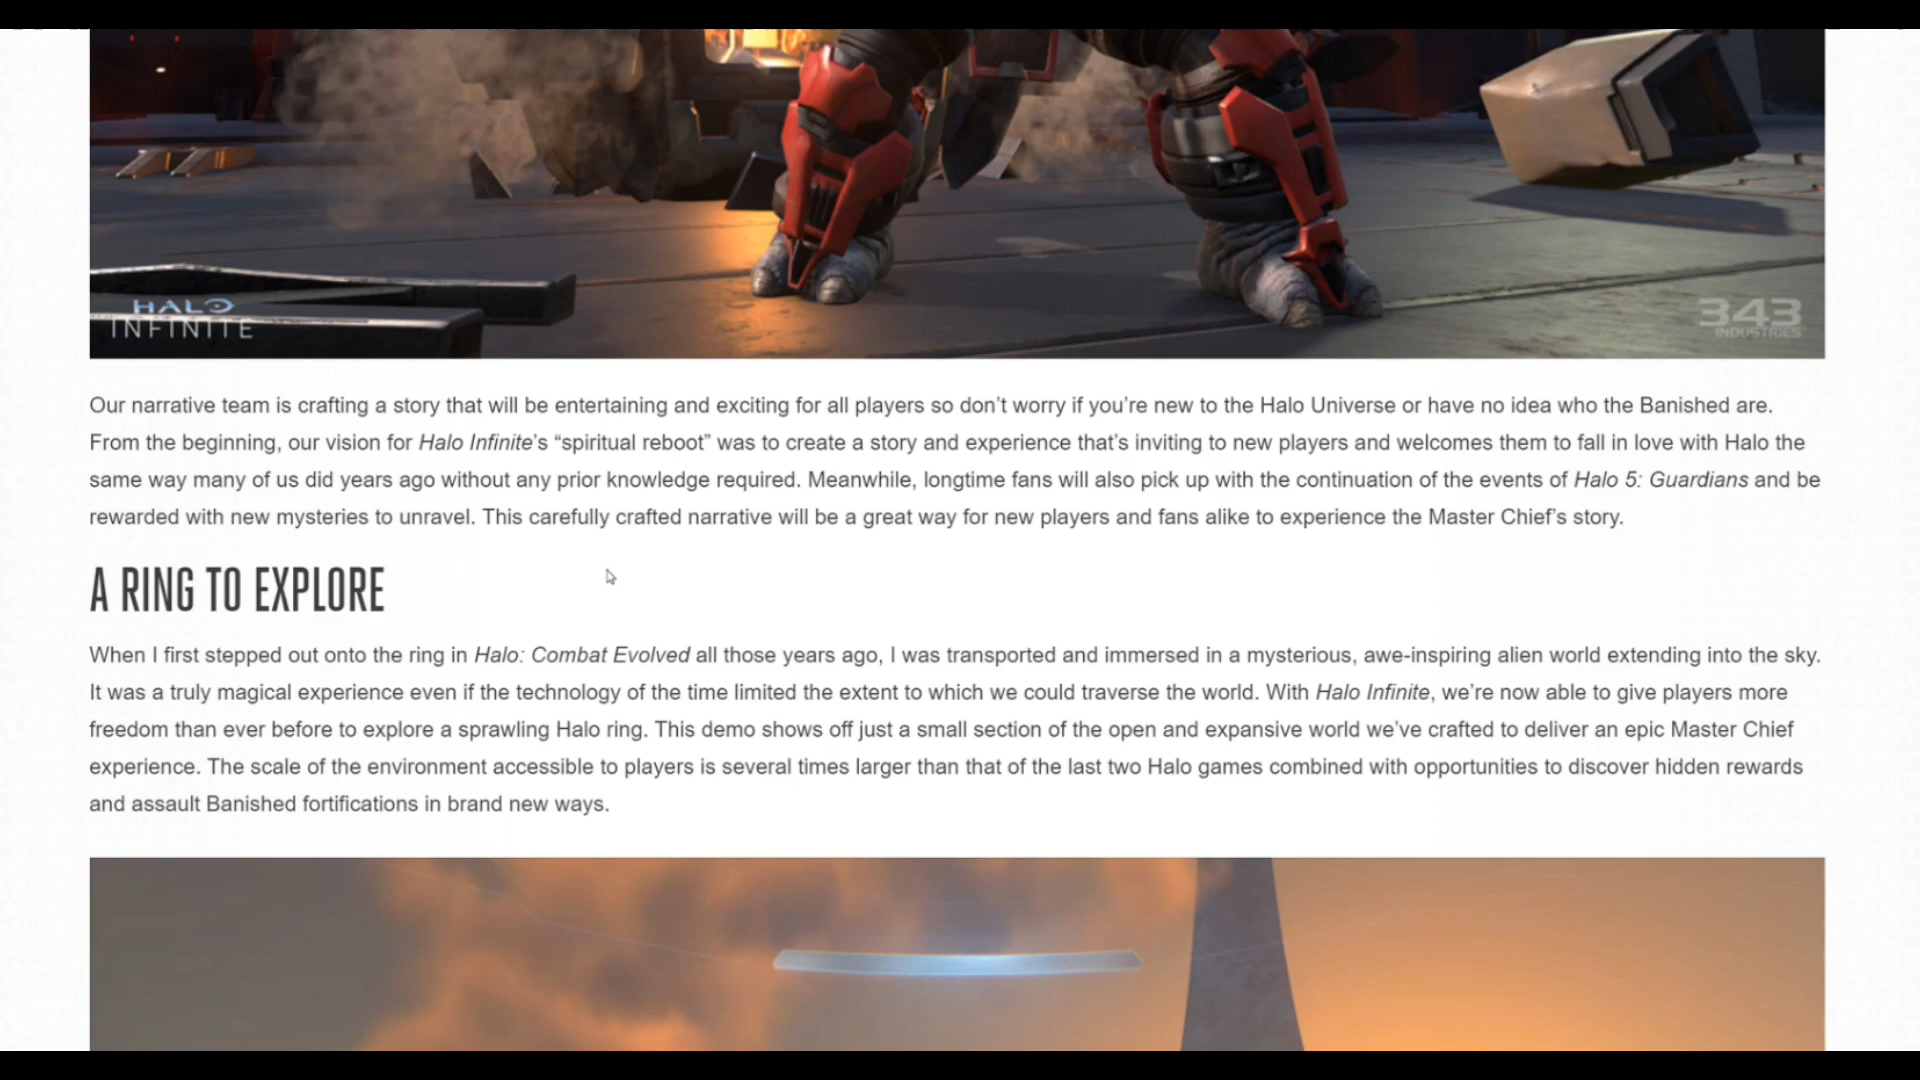 HALO
INFINITE
343
INDUSTRIES
Our narrative team is crafting a story that will be entertaining and exciting for all players so don’t worry if you’re new to the Halo Universe or have no idea who the Banished are.
From the beginning, our vision for Halo Infinite’s “spiritual reboot” was to create a story and experience that’s inviting to new players and welcomes them to fall in love with Halo the
same way many of us did years ago without any prior knowledge required. Meanwhile, longtime fans will also pick up with the continuation of the events of Halo 5: Guardians and be
rewarded with new mysteries to unravel. This carefully crafted narrative will be a great way for new players and fans alike to experience the Master Chief’s story.
A RING TO EXPLORE
When I first stepped out onto the ring in Halo: Combat Evolved all those years ago, I was transported and immersed in a mysterious, awe-inspiring alien world extending into the sky.
It was a truly magical experience even if the technology of the time limited the extent to which we could traverse the world. With Halo Infinite, we’re now able to give players more
freedom than ever before to explore a sprawling Halo ring. This demo shows off just a small section of the open and expansive world we’ve crafted to deliver an epic Master Chief
experience. The scale of the environment accessible to players is several times larger than that of the last two Halo games combined with opportunities to discover hidden rewards
and assault Banished fortifications in brand new ways.